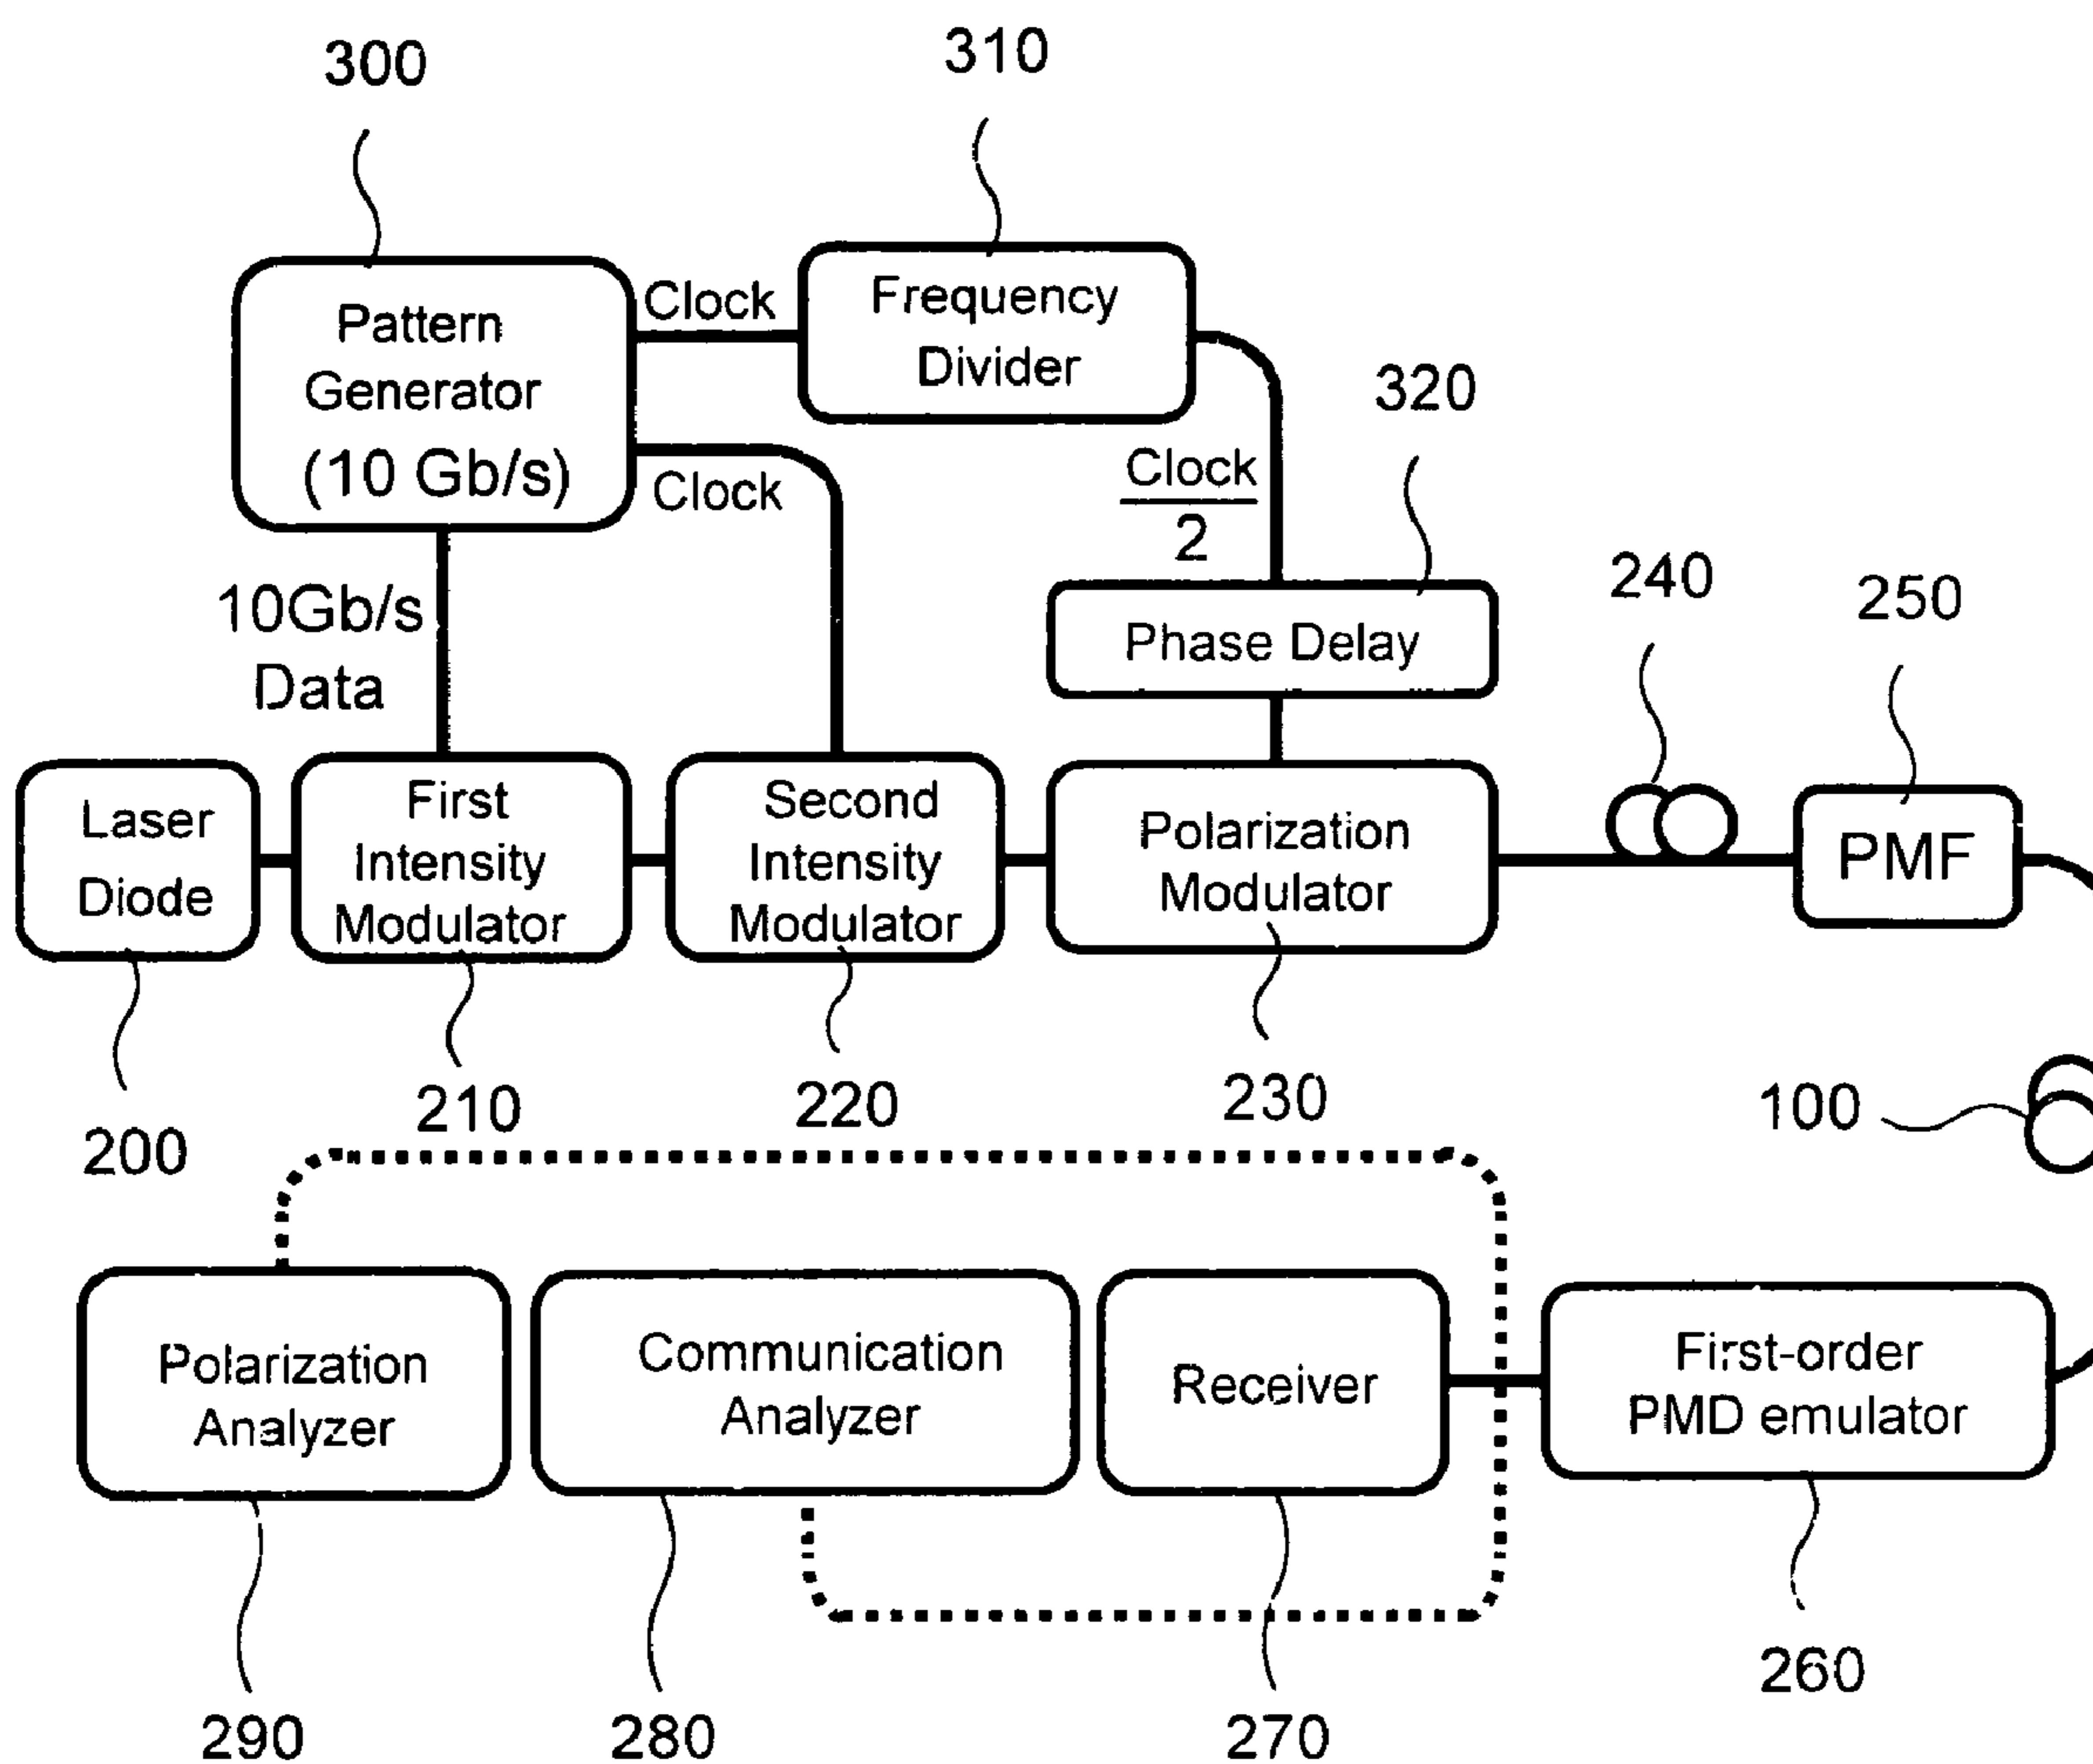 300
310
Pattern
Generator
(10 Gb/s)
Clock
Frequency
Divider
Clock
Clock
2
320
10Gb/s
Data
Phase Delay
240
250
Laser
Diode
First
Intensity
Modulator
Second
Intensity
Modulator
Polarization
Modulator
PMF
200
210
220
230
100
Polarization
Analyzer
Communication
Analyzer
Receiver
First-order
PMD emulator
290
280
270
260